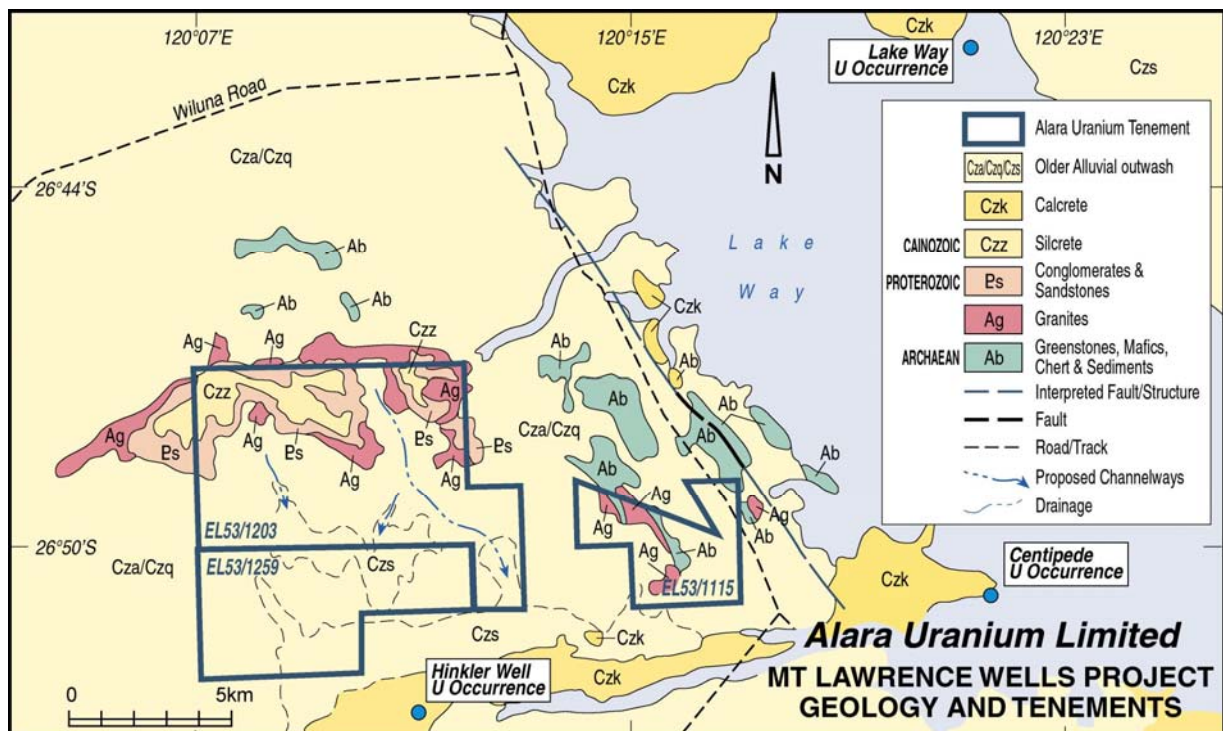 120°07'E
120°15'E
120°23'E
Lake Way
U Occurrence
Czk
Czk
Czs
Wiluna Road
Cza/Czq
26°44'S
N
Lake
Way
Alara Uranium Tenement
Cza/Czq/Czs
Older Alluvial outwash
Czk
Calcrete
CAINOZOIC
Czz
Silcrete
PROTEROZOIC
Ps
Conglomerates &
Sandstones
Ag
Granites
ARCHAEAN
Ab
Greenstones, Mafics,
Chert & Sediments
Interpreted Fault/Structure
Fault
Road/Track
Proposed Channelways
Drainage
Ab
Ab
Ab
Czk
Ag
Ag
Czz
Ab
Ab
Czz
Ag
Ab
Ab
Ag
Ag
Ps
Ps
Cza/Czq
Ab
Ps
Ps
Ag
Ag
Ab
Ab
Ag
Ag
Ag
Ab
EL53/1203
26°50'S
Ag
Ab
Cza/Czq
EL53/1259
Czs
Ag
EL53/1115
Czk
Centipede
U Occurrence
Czs
Czk
Hinkler Well
U Occurrence
Czk
0
5km
Alara Uranium Limited
MT LAWRENCE WELLS PROJECT
GEOLOGY AND TENEMENTS